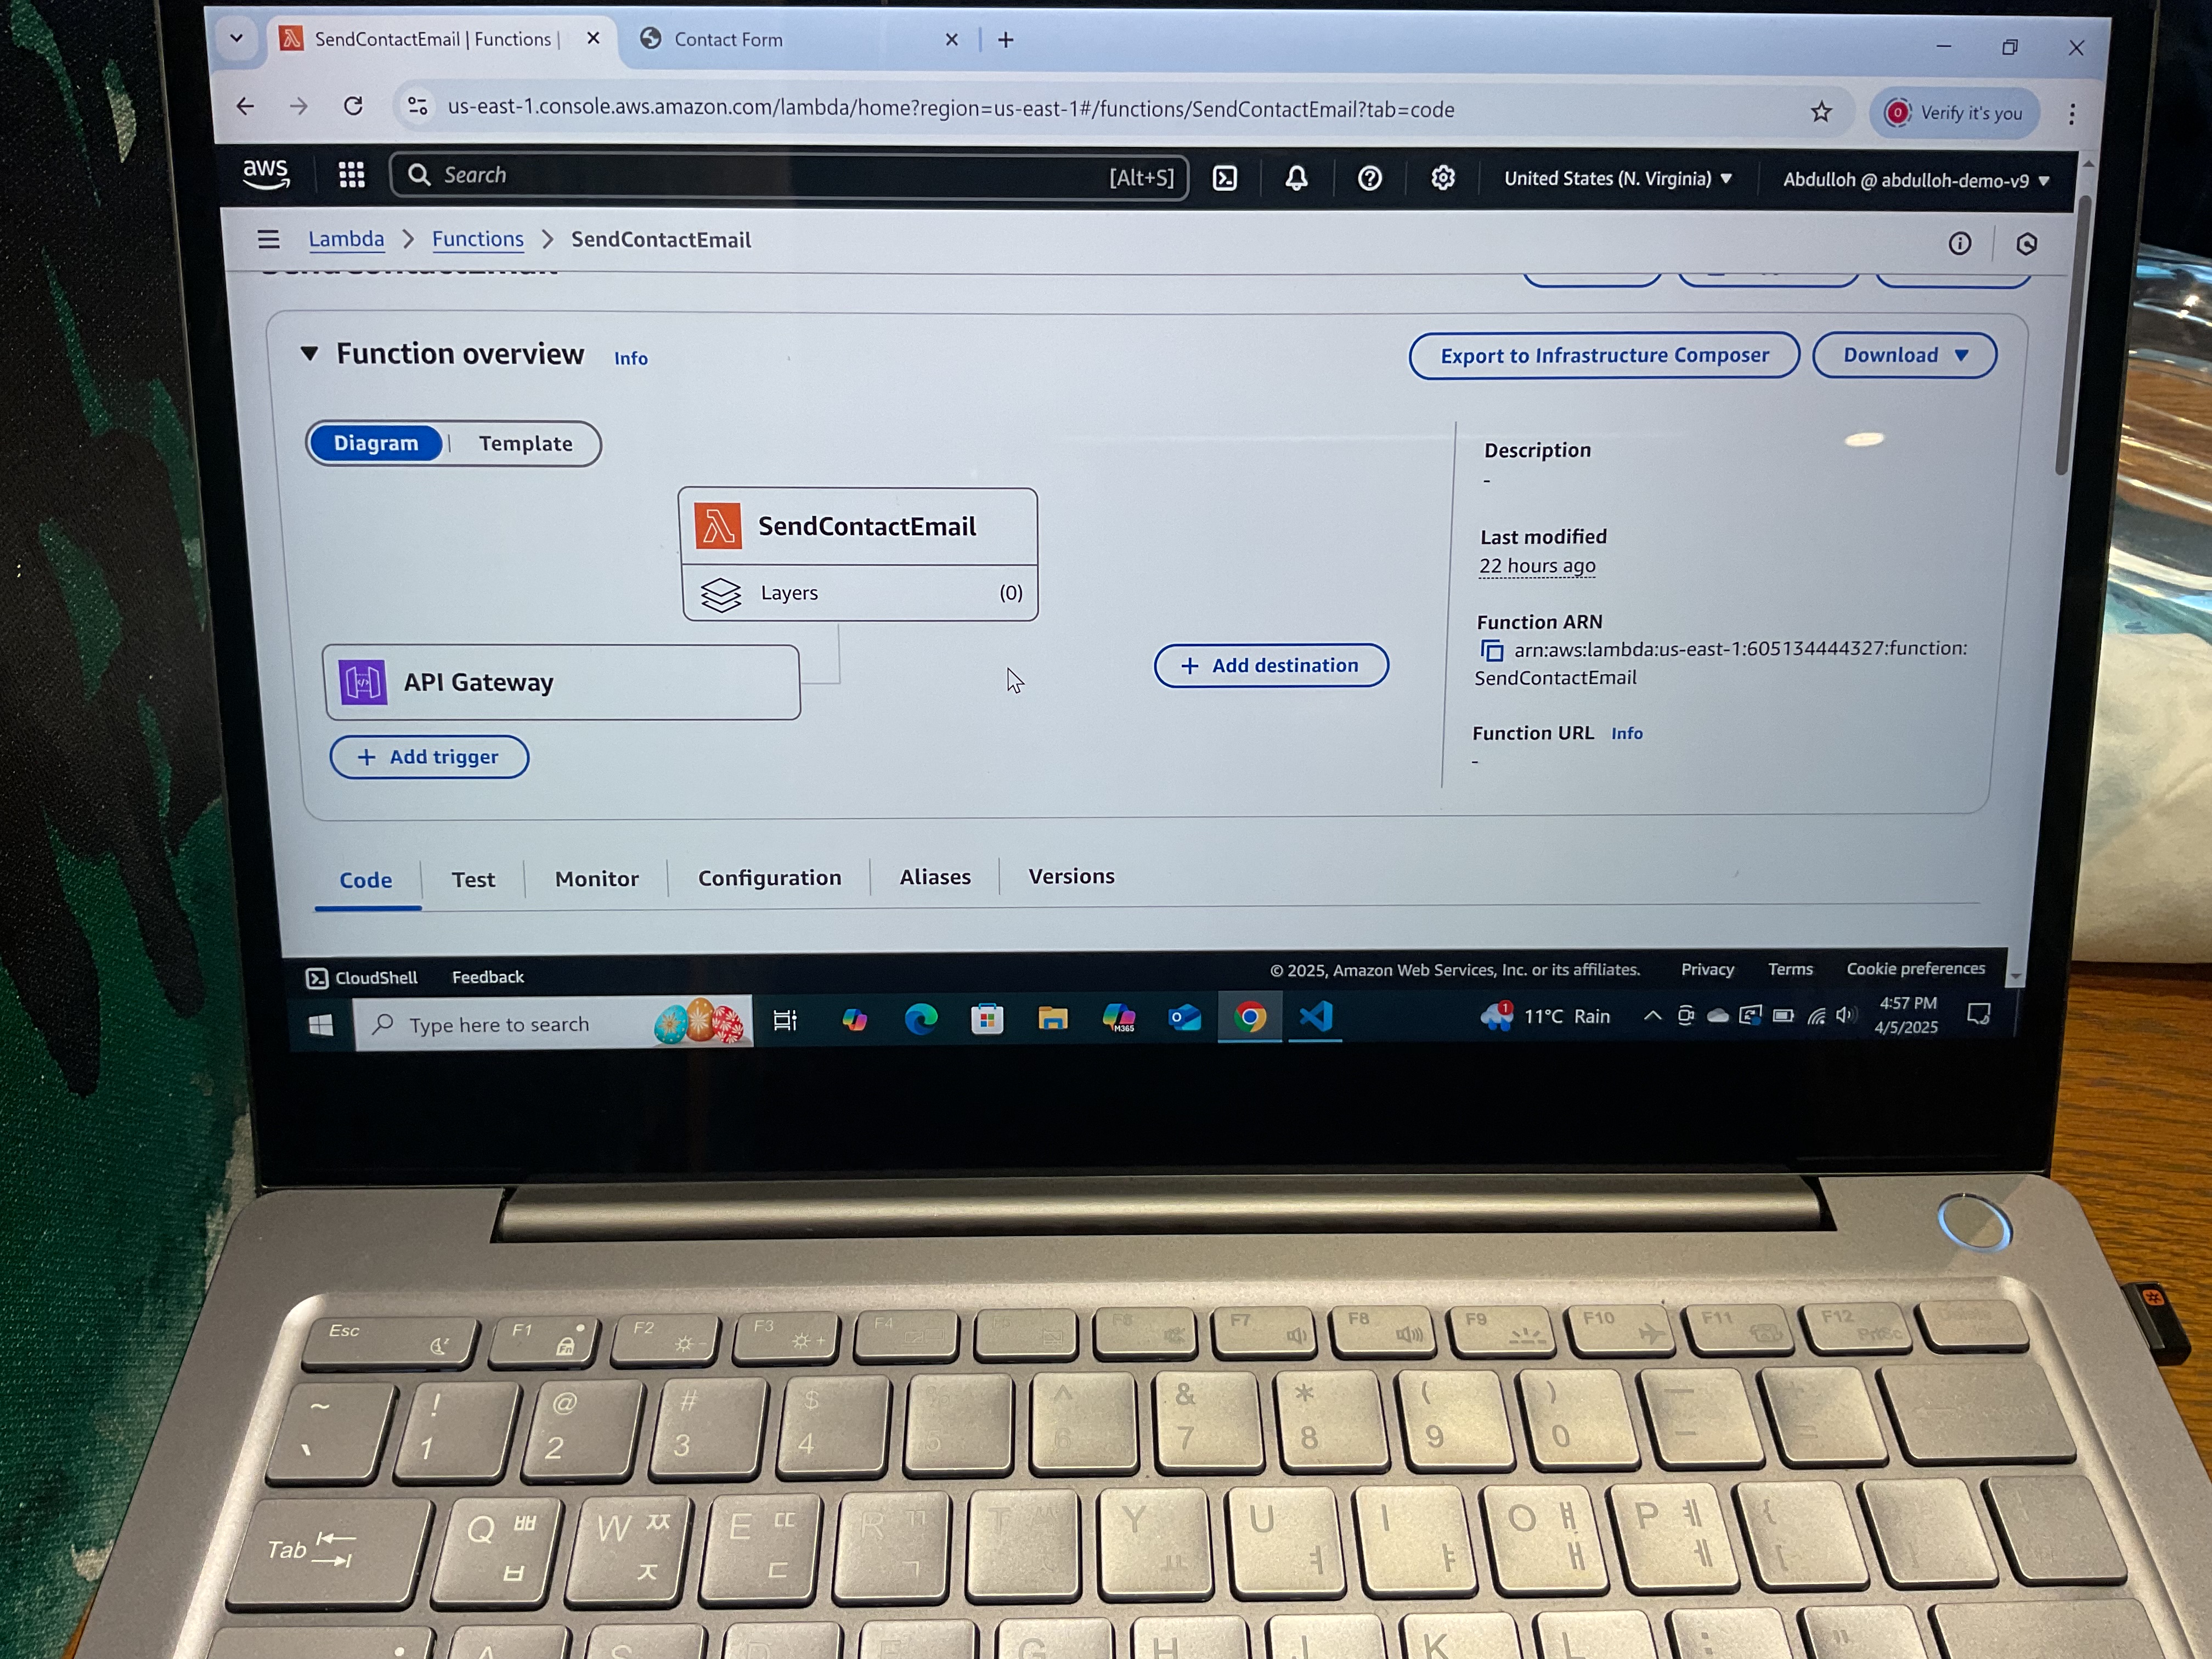 SendContactEmail | Functions |
Contact Form
us-east-1.console.aws.amazon.com/lambda/home?region=us-east-1#/functions/SendContactEmail?tab=code
Verify it's you
aws
Search
[Alt+S]
United States (N. Virginia)
Abdulloh @ abdulloh-demo-v9
Lambda > Functions > SendContactEmail
Function overview Info
Export to Infrastructure Composer
Download
Diagram | Template
SendContactEmail
Layers (0)
API Gateway
+ Add trigger
+ Add destination
Description
-
Last modified
22 hours ago
Function ARN
arn:aws:lambda:us-east-1:605134444327:function:
SendContactEmail
Function URL Info
-
Code Test Monitor Configuration Aliases Versions
CloudShell Feedback © 2025, Amazon Web Services, Inc. or its affiliates. Privacy Terms Cookie preferences
Type here to search
M365
1
11°C Rain
4:57 PM
4/5/2025
Esc F1 F2 F3 F4 F6 F7 F8 F9 F10 F11 F12 PrtSc
Fn
~ ! @ # $ ^ & * ( )
` 1 2 3 4 5 6 7 8 9 0
Tab Q ㅃ W ㅉ E ㄸ R ㄲ T Y U I O ㅒ P ㅖ {
ㅂ ㅈ ㄷ ㄱ ㅛ ㅕ ㅑ ㅐ ㅔ [
A S D F G H J K L : "